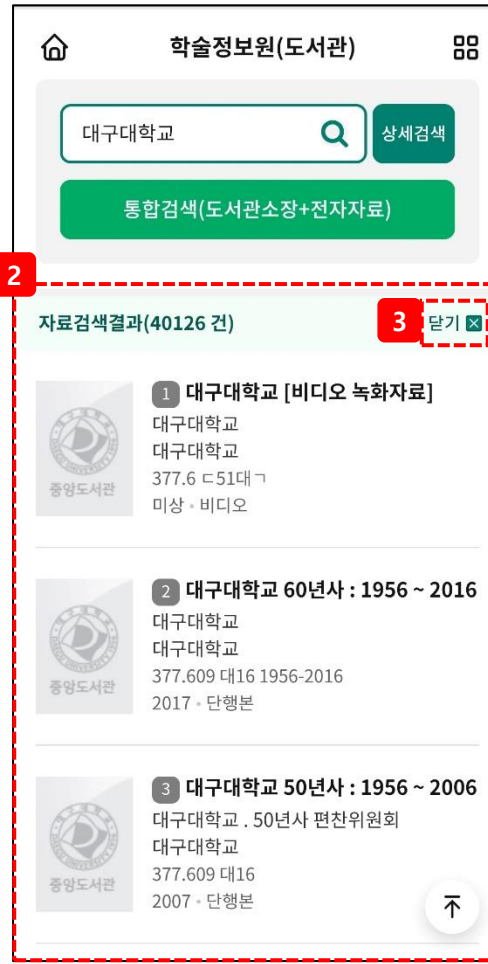 학술정보원(도서관)
대구대학교
상세검색
통합검색(도서관소장+전자자료)
2
자료검색결과(40126 건)
3
닫기
중앙도서관
1 대구대학교 [비디오 녹화자료]
대구대학교
대구대학교
377.6 ㄷ51대ㄱ
미상 • 비디오
중앙도서관
2 대구대학교 60년사 : 1956 ~ 2016
대구대학교
대구대학교
377.609 대16 1956-2016
2017 • 단행본
중앙도서관
3 대구대학교 50년사 : 1956 ~ 2006
대구대학교 . 50년사 편찬위원회
대구대학교
377.609 대16
2007 • 단행본